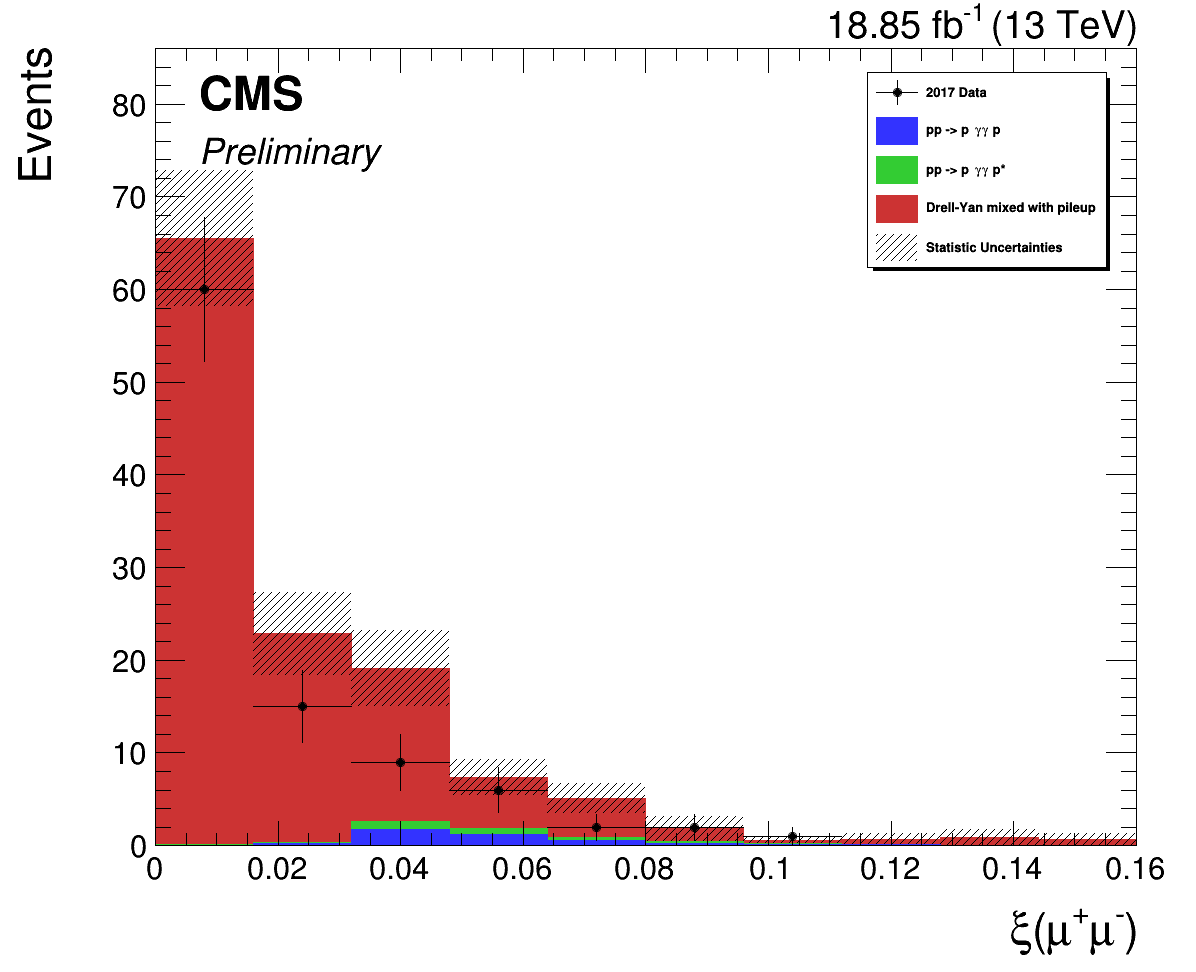 18.85 fb⁻¹ (13 TeV)
Events
CMS
Preliminary
2017 Data
pp -> p γγ p
pp -> p γγ p*
Drell-Yan mixed with pileup
Statistic Uncertainties
80
70
60
50
40
30
20
10
0
0 0.02 0.04 0.06 0.08 0.1 0.12 0.14 0.16
ξ(μ⁺μ⁻)